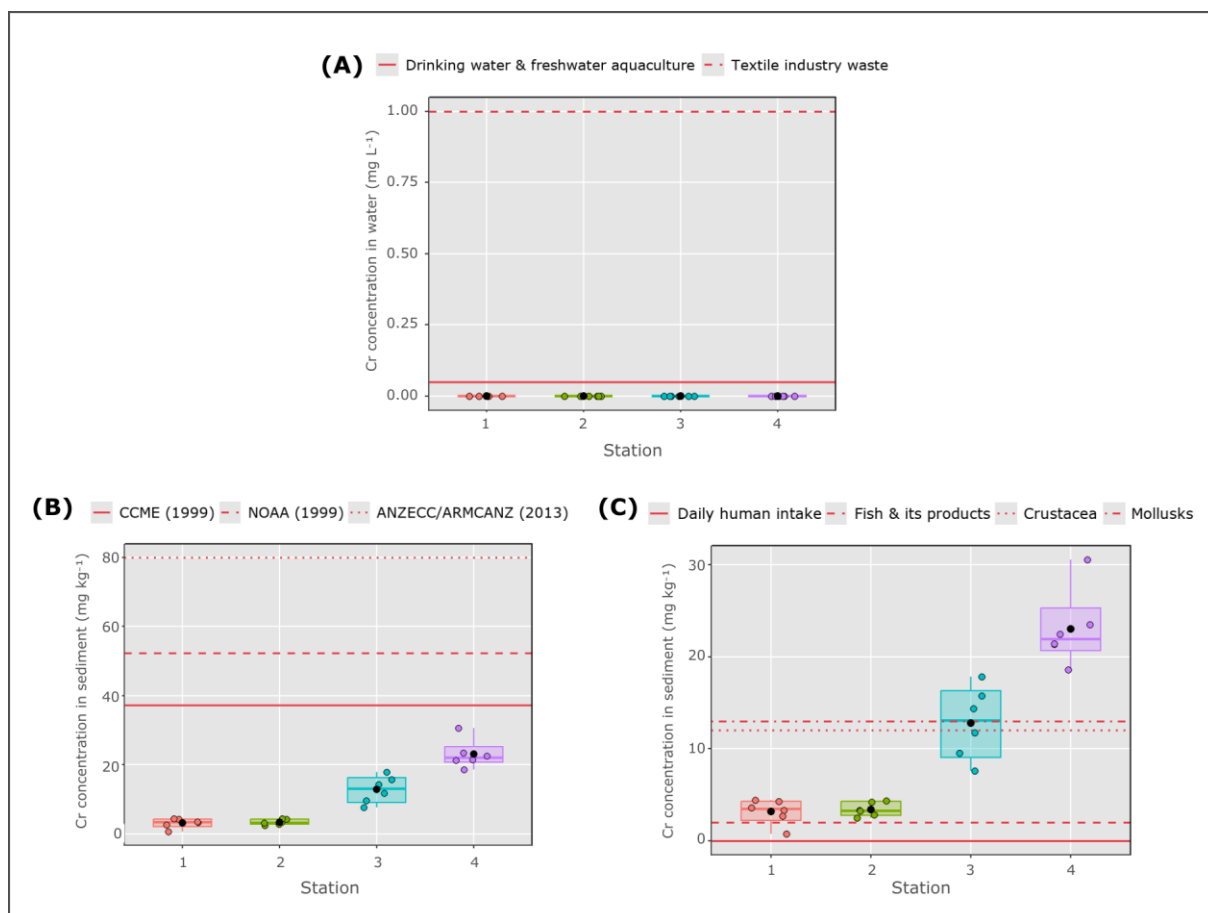 (A) Drinking water & freshwater aquaculture Textile industry waste
Cr concentration in water (mg L⁻¹)
1.00
0.75
0.50
0.25
0.00
1 2 3 4
Station
(B) CCME (1999) NOAA (1999) ANZECC/ARMCANZ (2013)
Cr concentration in sediment (mg kg⁻¹)
80
60
40
20
0
1 2 3 4
Station
(C) Daily human intake Fish & its products Crustacea Mollusks
Cr concentration in sediment (mg kg⁻¹)
30
20
10
0
1 2 3 4
Station